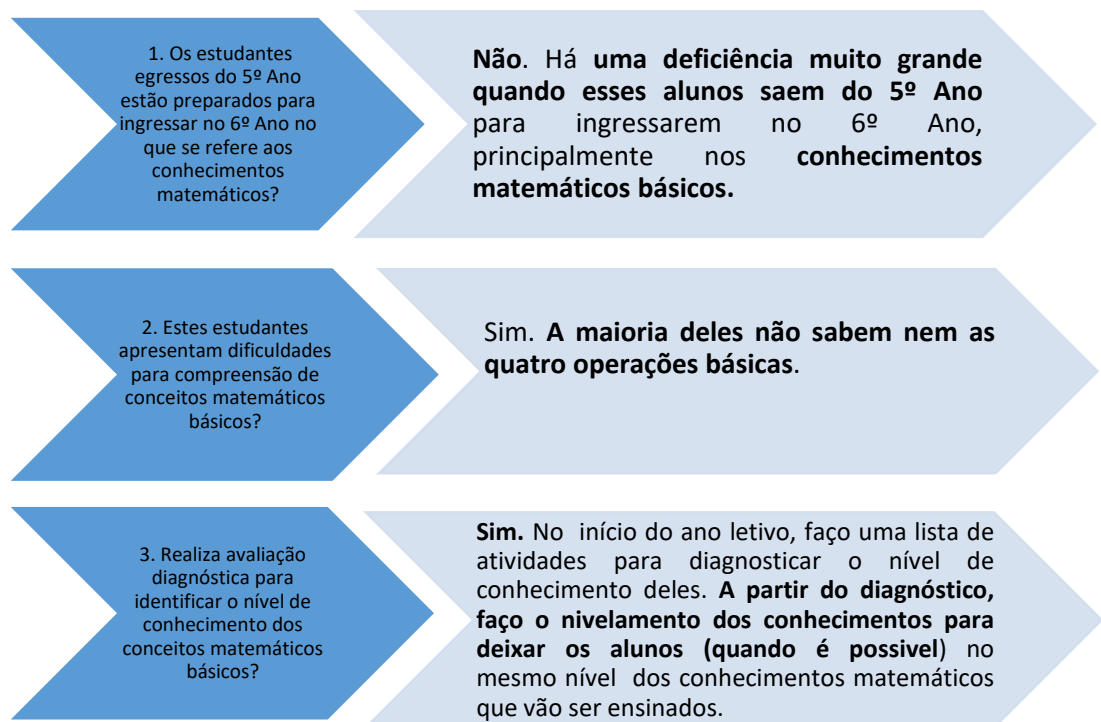 1. Os estudantes
egressos do 5º Ano
estão preparados para
ingressar no 6º Ano no
que se refere aos
conhecimentos
matemáticos?
Não. Há uma deficiência muito grande
quando esses alunos saem do 5º Ano
para ingressarem no 6º Ano,
principalmente nos conhecimentos
matemáticos básicos.
2. Estes estudantes
apresentam dificuldades
para compreensão de
conceitos matemáticos
básicos?
Sim. A maioria deles não sabem nem as
quatro operações básicas.
3. Realiza avaliação
diagnóstica para
identificar o nível de
conhecimento dos
conceitos matemáticos
básicos?
Sim. No início do ano letivo, faço uma lista de
atividades para diagnosticar o nível de
conhecimento deles. A partir do diagnóstico,
faço o nivelamento dos conhecimentos para
deixar os alunos (quando é possivel) no
mesmo nível dos conhecimentos matemáticos
que vão ser ensinados.